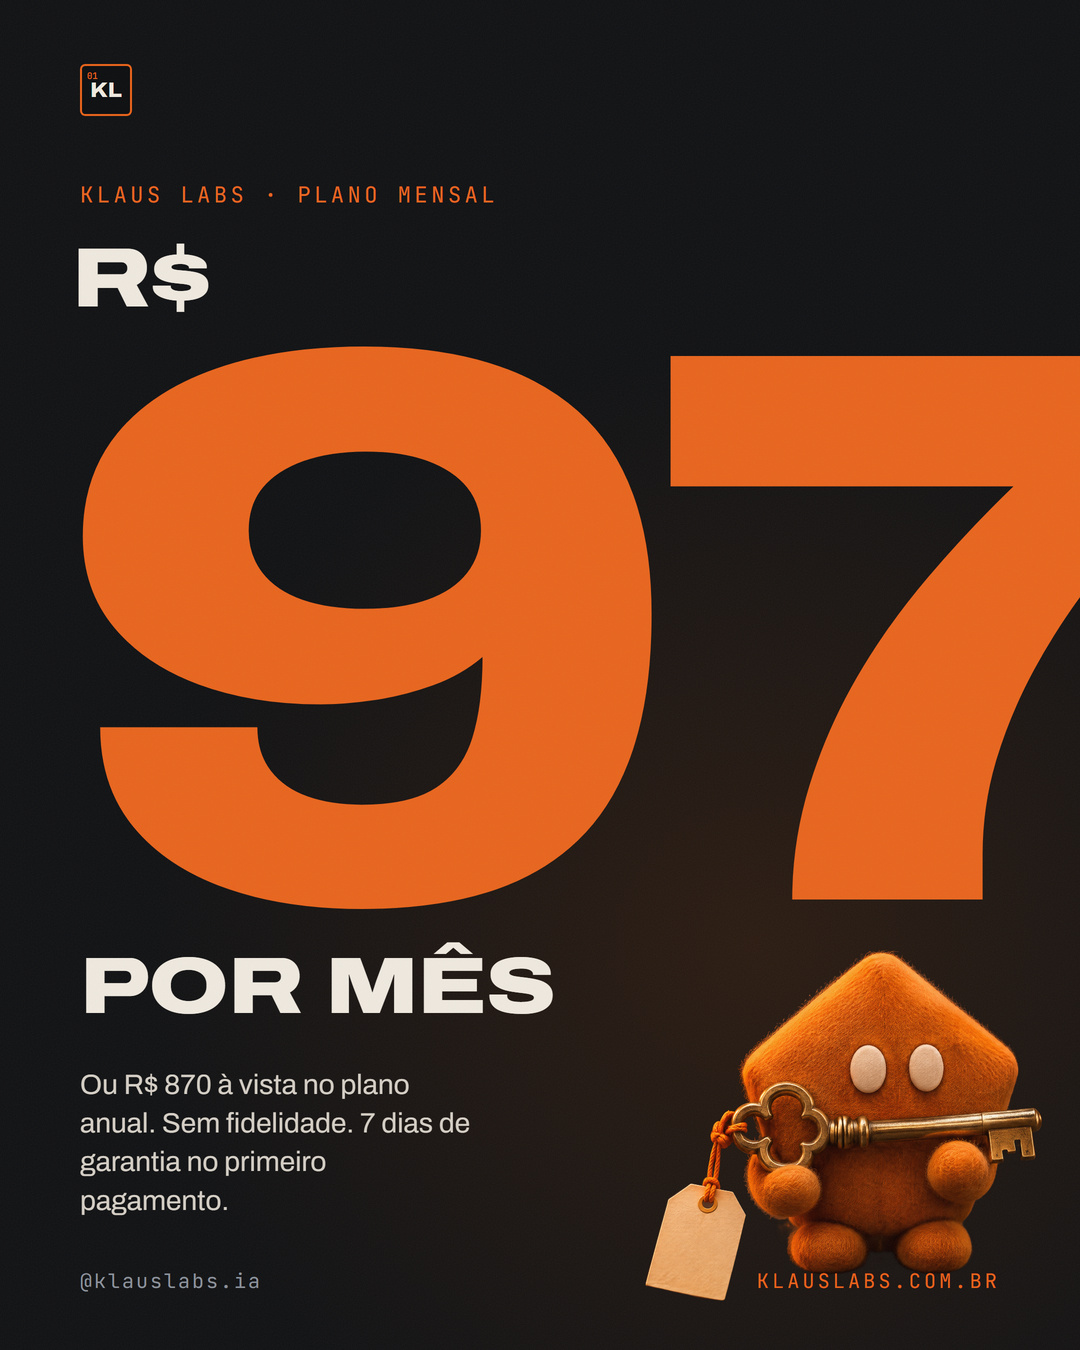 01
KL
KLAUS LABS · PLANO MENSAL
R$
97
POR MÊS
Ou R$ 870 à vista no plano
anual. Sem fidelidade. 7 dias de
garantia no primeiro
pagamento.
@klauslabs.ia
KLAUSLABS.COM.BR